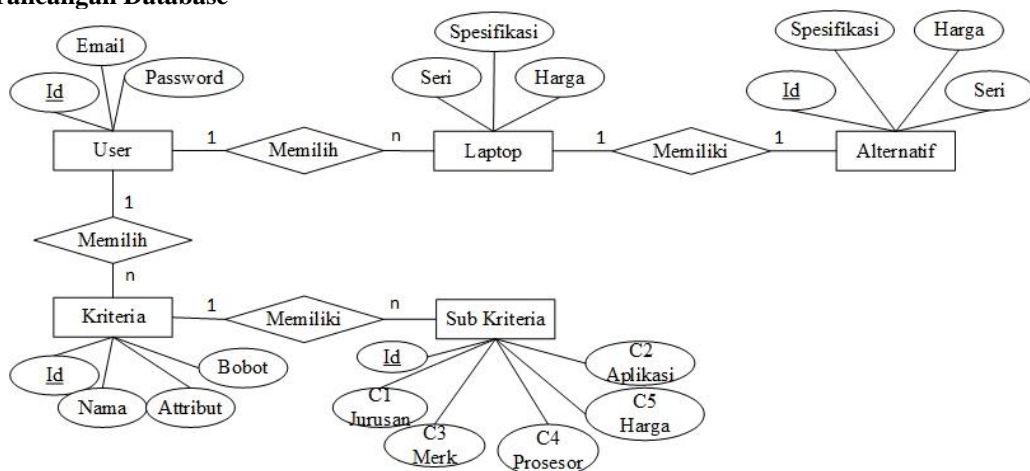 Email
Id
Password
User
1
Memilih
n
Spesifikasi
Seri
Harga
Laptop
1
Memiliki
1
Spesifikasi
Harga
Id
Seri
Alternatif
1
Memilih
n
Kriteria
1
Memiliki
n
Sub Kriteria
Id
Nama
Attribut
Bobot
Id
C1
Jurusan
C3
Merk
C4
Prosesor
C5
Harga
C2
Aplikasi